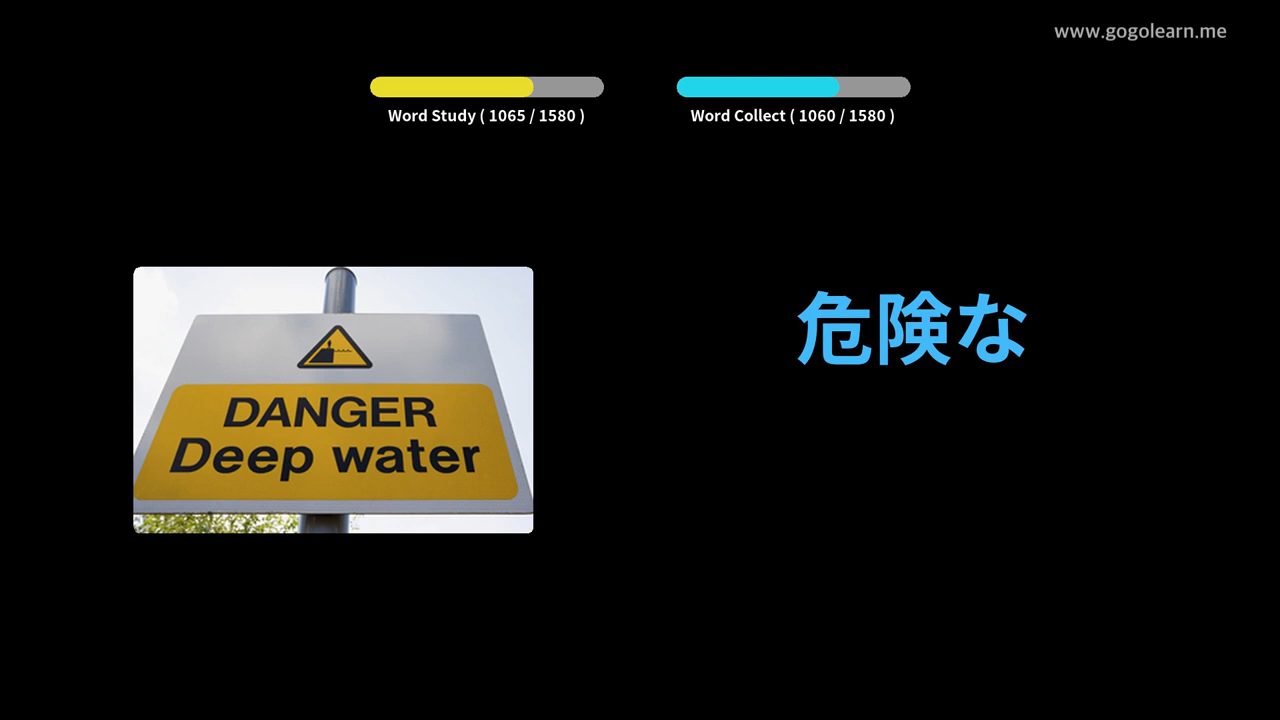 www.gogolearn.me
Word Study ( 1065 / 1580 )
Word Collect ( 1060 / 1580 )
DANGER
Deep water
危険な